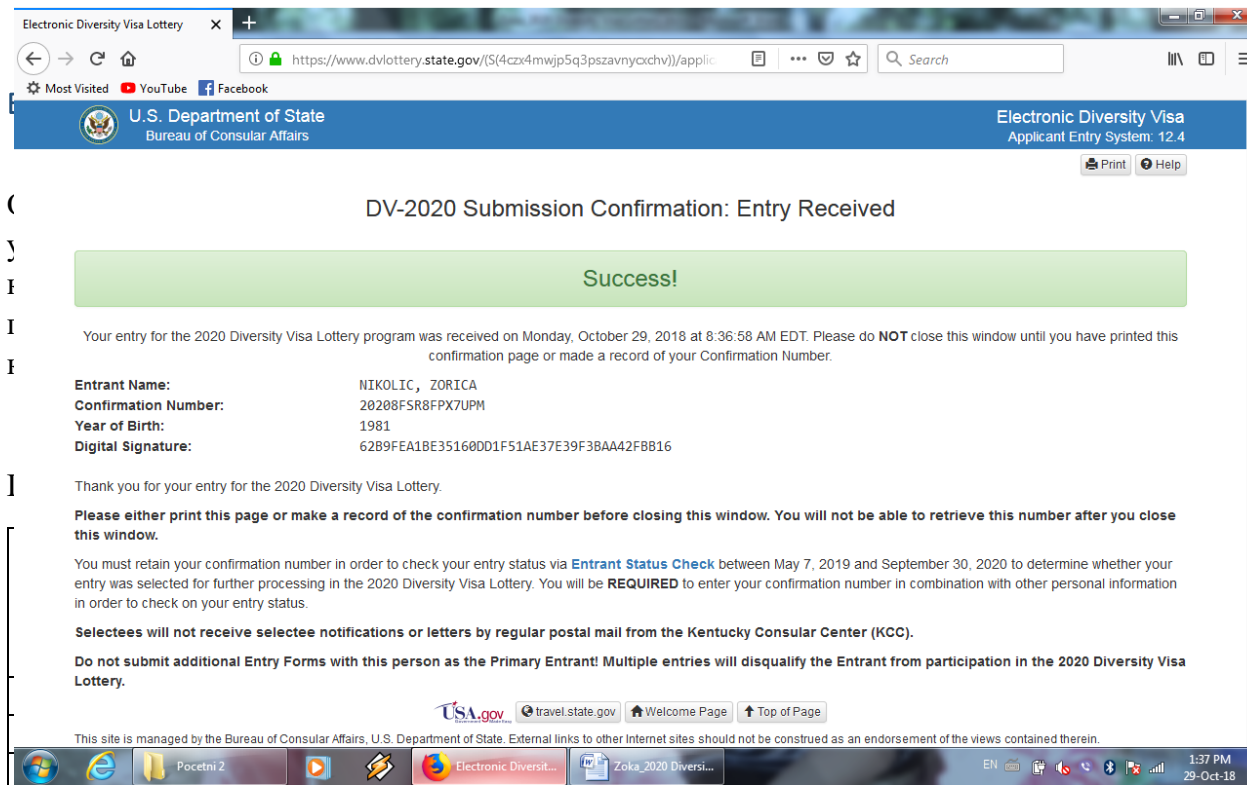 Electronic Diversity Visa Lottery
https://www.dvlottery.state.gov/(S(4czx4mwjp5q3pszavnycxchv))/applic
Search
Most Visited YouTube Facebook
U.S. Department of State
Bureau of Consular Affairs
Electronic Diversity Visa
Applicant Entry System: 12.4
Print Help
DV-2020 Submission Confirmation: Entry Received
Success!
Your entry for the 2020 Diversity Visa Lottery program was received on Monday, October 29, 2018 at 8:36:58 AM EDT. Please do NOT close this window until you have printed this
confirmation page or made a record of your Confirmation Number.
Entrant Name: NIKOLIC, ZORICA
Confirmation Number: 20208FSR8FPX7UPM
Year of Birth: 1981
Digital Signature: 62B9FEA1BE35160DD1F51AE37E39F3BAA42FBB16
Thank you for your entry for the 2020 Diversity Visa Lottery.
Please either print this page or make a record of the confirmation number before closing this window. You will not be able to retrieve this number after you close
this window.
You must retain your confirmation number in order to check your entry status via Entrant Status Check between May 7, 2019 and September 30, 2020 to determine whether your
entry was selected for further processing in the 2020 Diversity Visa Lottery. You will be REQUIRED to enter your confirmation number in combination with other personal information
in order to check on your entry status.
Selectees will not receive selectee notifications or letters by regular postal mail from the Kentucky Consular Center (KCC).
Do not submit additional Entry Forms with this person as the Primary Entrant! Multiple entries will disqualify the Entrant from participation in the 2020 Diversity Visa
Lottery.
USA.gov travel.state.gov Welcome Page Top of Page
This site is managed by the Bureau of Consular Affairs, U.S. Department of State. External links to other Internet sites should not be construed as an endorsement of the views contained therein.
Pocetni 2 Electronic Diversit... Zoka_2020 Diversi... EN 1:37 PM
29-Oct-18